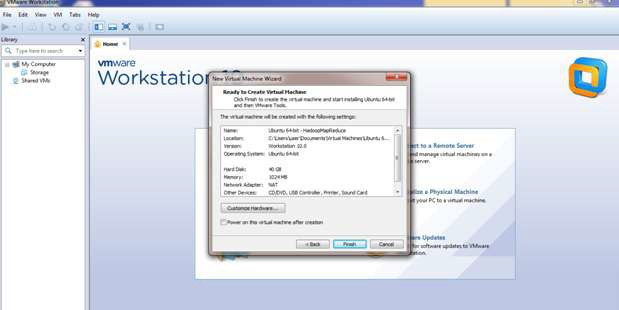 VMware Workstation
File Edit View VM Tabs Help
Library
Type here to search
My Computer
Storage
Shared VMs
Home
vmware
Workstation
New Virtual Machine Wizard
Ready to Create Virtual Machine
Click Finish to create the virtual machine and start installing Ubuntu 64-bit
and then VMware Tools.
The virtual machine will be created with the following settings:
Name: Ubuntu 64-bit - HadoopMapReduce
Location: C:\Users\user\Documents\Virtual Machines\Ubuntu 6...
Version: Workstation 10.0
Operating System: Ubuntu 64-bit
Hard Disk: 40 GB
Memory: 1024 MB
Network Adapter: NAT
Other Devices: CD/DVD, USB Controller, Printer, Sound Card
Customize Hardware...
Power on this virtual machine after creation
< Back Finish Cancel
ect to a Remote Server
and manage virtual machines on a
e server.
alize a Physical Machine
rt your PC to a virtual machine.
are Updates
for software updates to VMware
station.